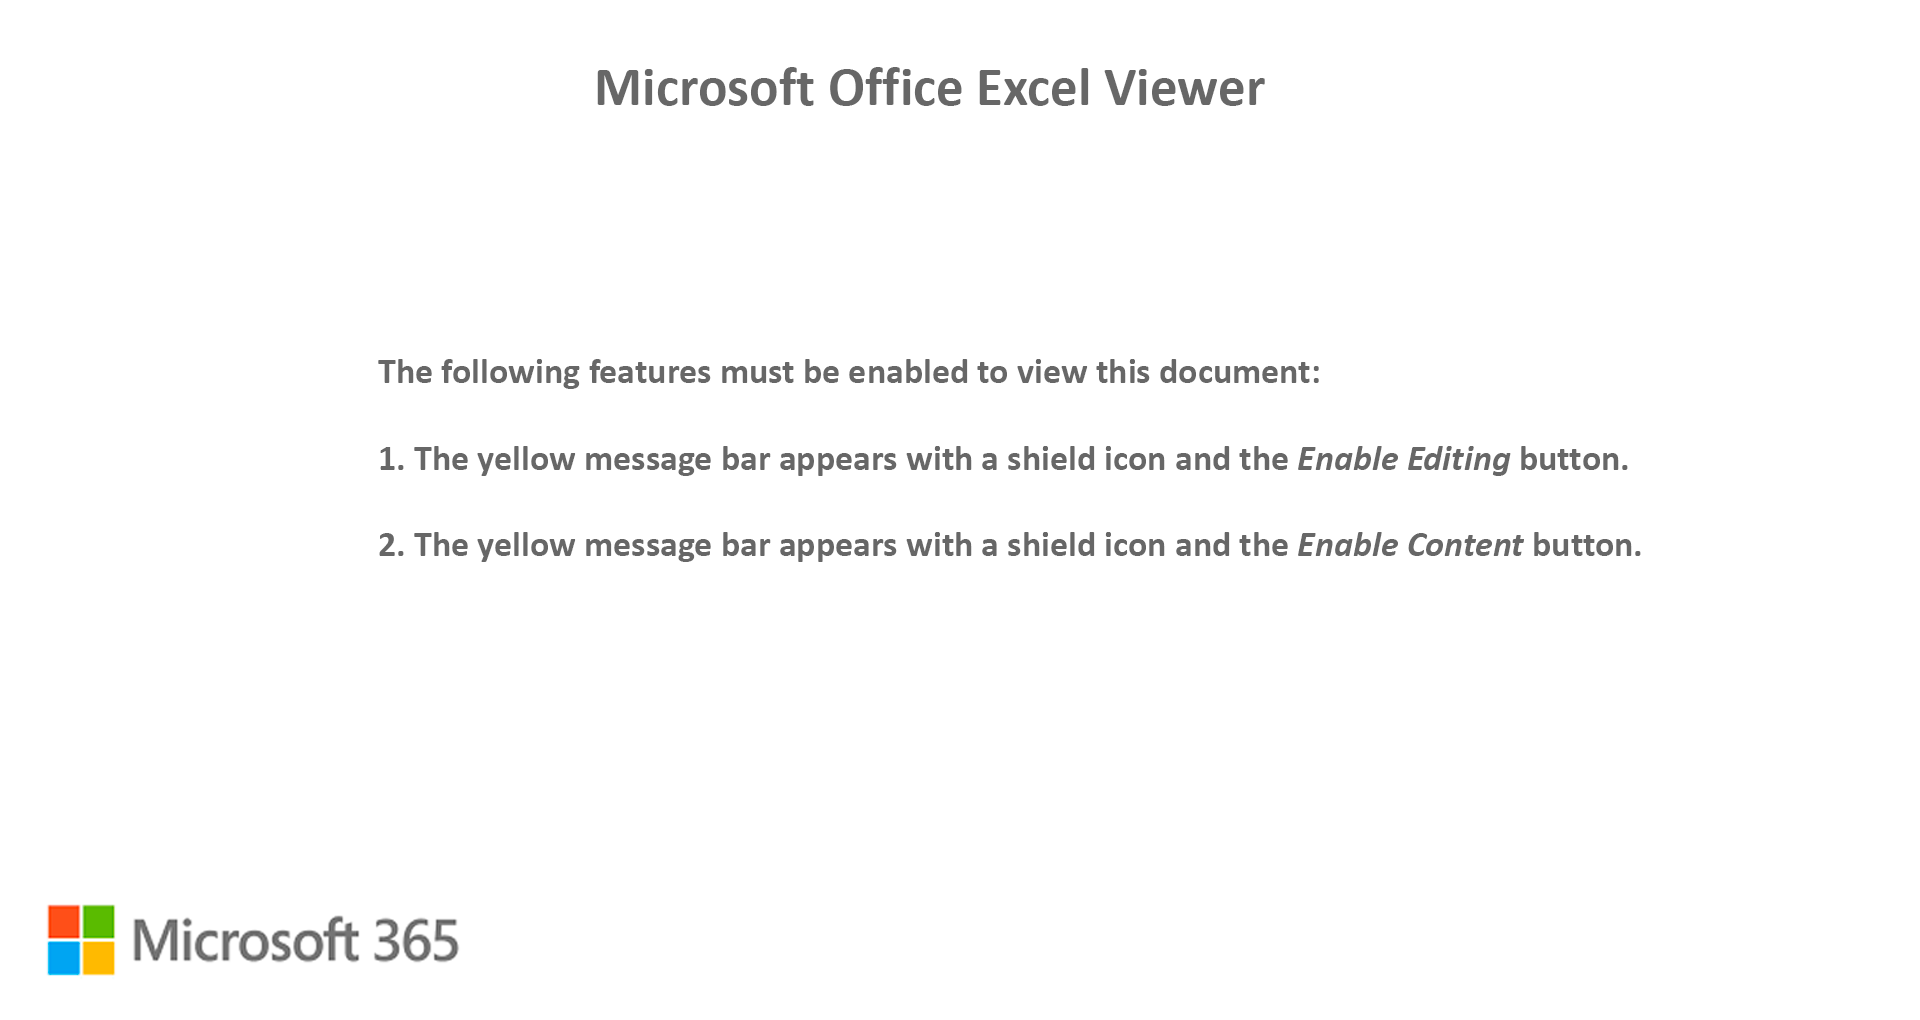 Microsoft Office Excel Viewer
The following features must be enabled to view this document:
1. The yellow message bar appears with a shield icon and the Enable Editing button.
2. The yellow message bar appears with a shield icon and the Enable Content button.
Microsoft 365